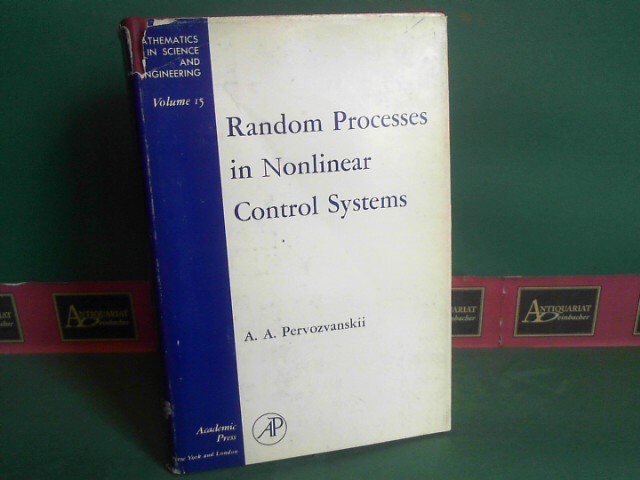 MATHEMATICS
IN SCIENCE
AND
ENGINEERING
Volume 15
Random Processes
in Nonlinear
Control Systems
A. A. Pervozvanskii
Academic
Press
New York and London
AP
ANTIQUARIAT
ANTIQUARIAT